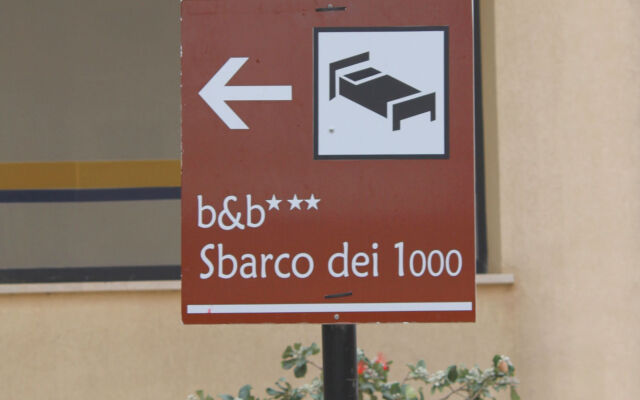 b&b★★★
Sbarco dei 1000